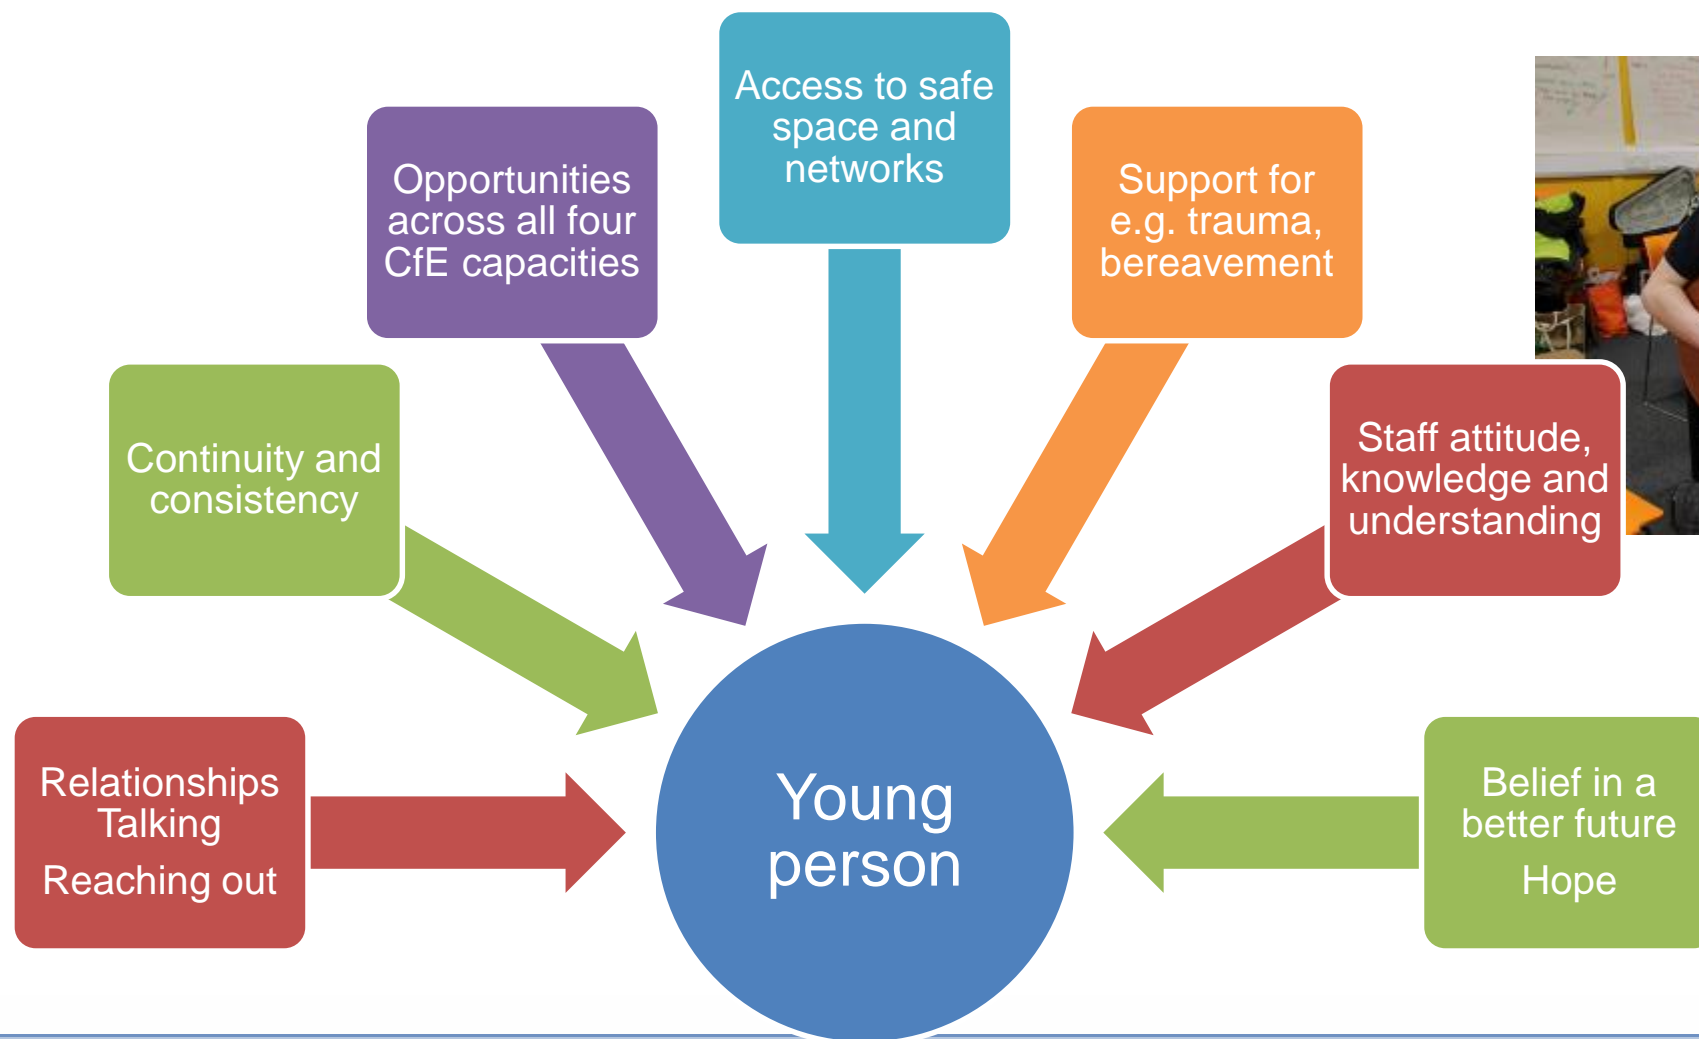 Access to safe
space and
networks
Opportunities
across all four
CfE capacities
Support for
e.g. trauma,
bereavement
Continuity and
consistency
Staff attitude,
knowledge and
understanding
Relationships
Talking
Reaching out
Young
person
Belief in a
better future
Hope